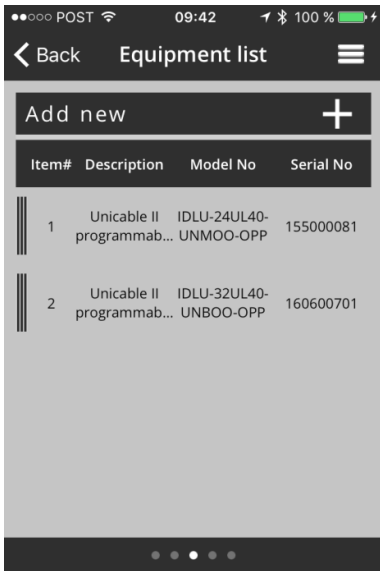 POST 09:42 100 %
Back Equipment list
Add new
Item# Description Model No Serial No
1 Unicable II programmab... IDLU-24UL40-UNMOO-OPP 155000081
2 Unicable II programmab... IDLU-32UL40-UNBOO-OPP 160600701